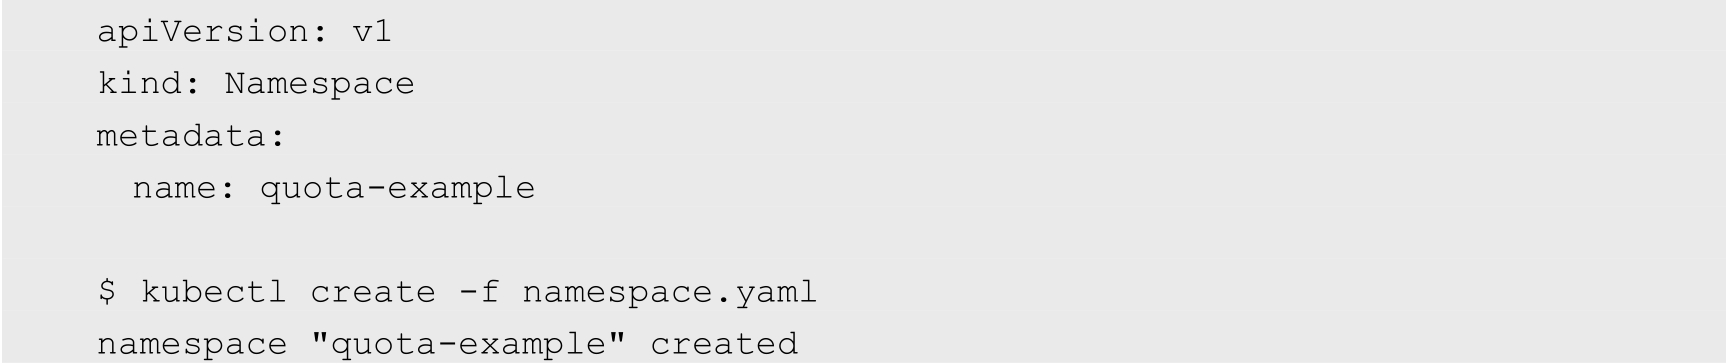 apiVersion: v1
kind: Namespace
metadata:
  name: quota-example

$ kubectl create -f namespace.yaml
namespace "quota-example" created